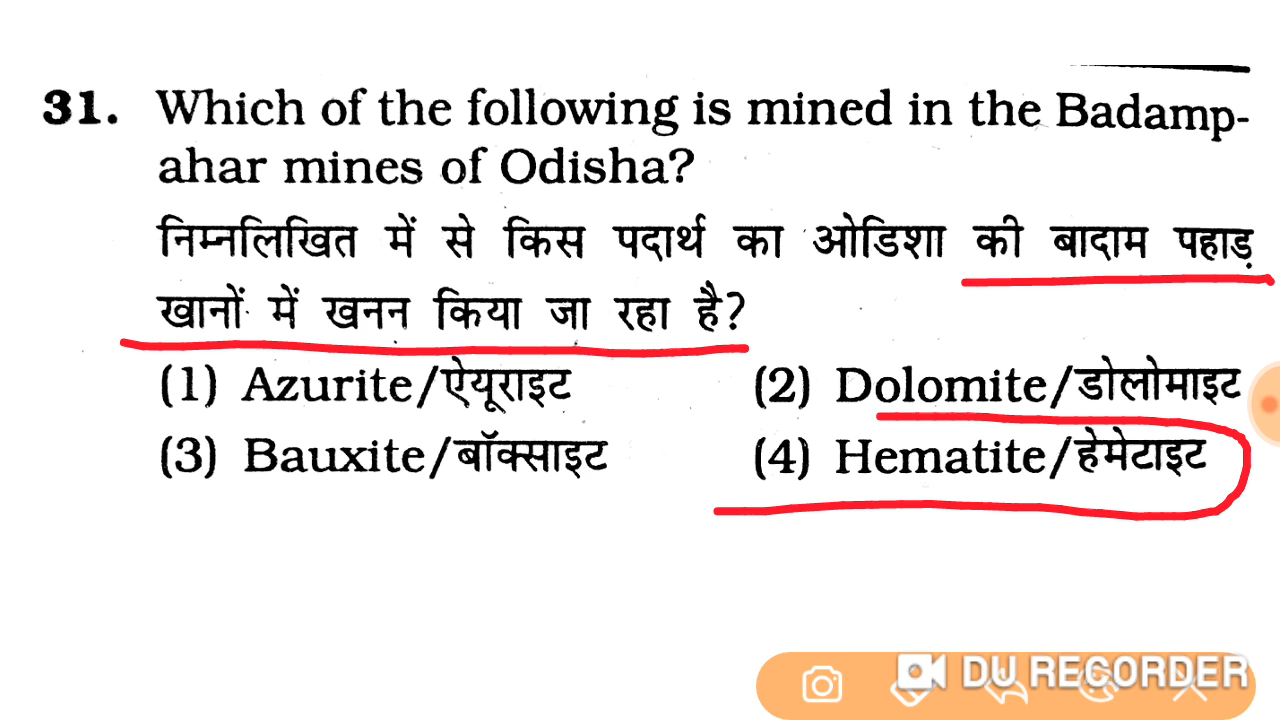 31. Which of the following is mined in the Badamp-
ahar mines of Odisha?
निम्नलिखित में से किस पदार्थ का ओडिशा की बादाम पहाड़
खानों में खनन किया जा रहा है?
(1) Azurite/ऐयूराइट (2) Dolomite/डोलोमाइट
(3) Bauxite/बॉक्साइट (4) Hematite/हेमेटाइट
DU RECORDER